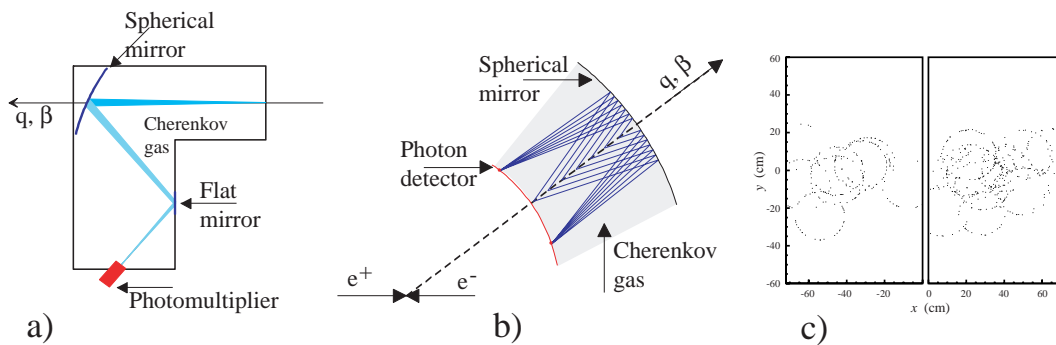 Spherical
mirror
q, β
Cherenkov
gas
Flat
mirror
Photomultiplier
a)
Spherical
mirror
q, β
Photon
detector
Cherenkov
gas
e+
e-
b)
60
40
20
0
-20
-40
-60
y (cm)
-60
-40
-20
0
20
40
60
x (cm)
c)